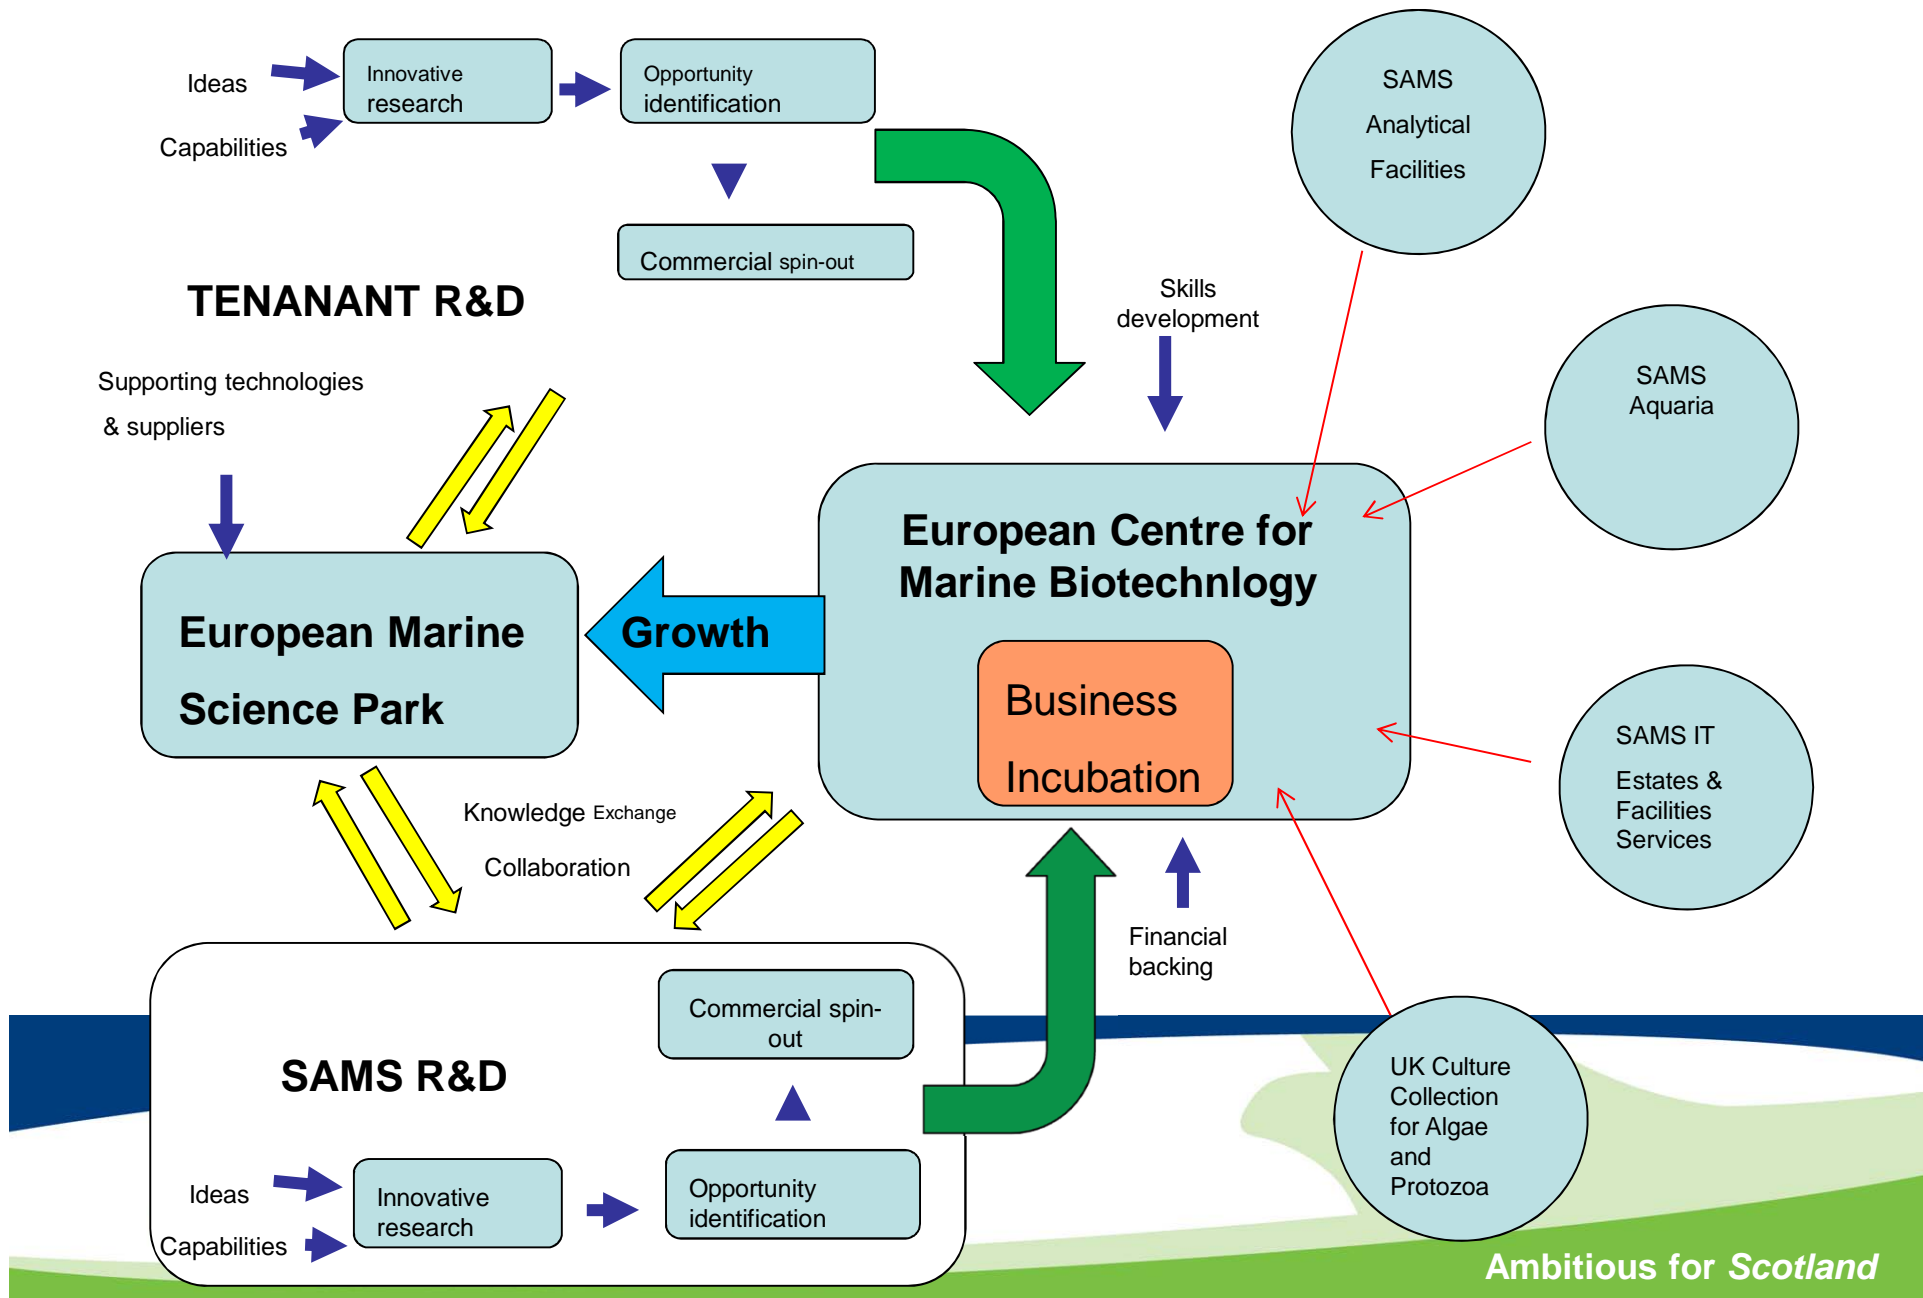 Ideas
Capabilities
Innovative
research
Opportunity
identification
Commercial spin-out
SAMS
Analytical
Facilities
TENANANT R&D
Skills
development
Supporting technologies
& suppliers
SAMS
Aquaria
European Centre for
Marine Biotechnlogy
European Marine
Science Park
Growth
Business
Incubation
SAMS IT
Estates &
Facilities
Services
Knowledge Exchange
Collaboration
Financial
backing
Commercial spin-
out
SAMS R&D
UK Culture
Collection
for Algae
and
Protozoa
Ideas
Capabilities
Innovative
research
Opportunity
identification
Ambitious for Scotland